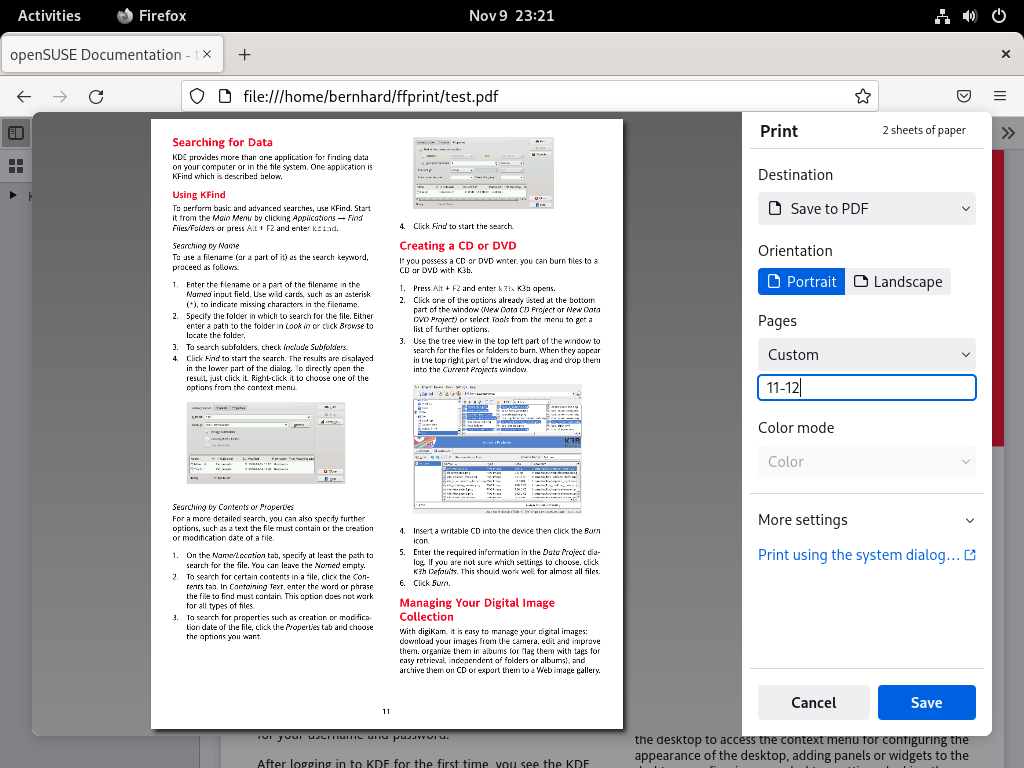 Activities
Firefox
Nov 9 23:21
openSUSE Documentation - t
file:///home/bernhard/ffprint/test.pdf
Searching for Data
KDE provides more than one application for finding data
on your computer or in the file system. One application is
KFind which is described below.
Using KFind
To perform basic and advanced searches, use KFind. Start
it from the Main Menu by clicking Applications → Find
Files/Folders or press Alt + F2 and enter kfind.
Searching by Name
To use a filename (or a part of it) as the search keyword,
proceed as follows:
1. Enter the filename or a part of the filename in the
Named input field. Use wild cards, such as an asterisk
(*), to indicate missing characters in the filename.
2. Specify the folder in which to search for the file. Either
enter a path to the folder in Look in or click Browse to
locate the folder.
3. To search subfolders, check Include Subfolders.
4. Click Find to start the search. The results are displayed
in the lower part of the dialog. To directly open the
result, just click it. Right-click it to choose one of the
options from the context menu.
Searching by Contents or Properties
For a more detailed search, you can also specify further
options, such as a text the file must contain or the creation
or modification date of a file.
1. On the Name/Location tab, specify at least the path to
search for the file. You can leave the Named empty.
2. To search for certain contents in a file, click the Con-
tents tab. In Containing Text, enter the word or phrase
the file to find must contain. This option does not work
for all types of files.
3. To search for properties such as creation or modifica-
tion date of the file, click the Properties tab and choose
the options you want.
4. Click Find to start the search.
Creating a CD or DVD
If you possess a CD or DVD writer, you can burn files to a
CD or DVD with K3b.
1. Press Alt + F2 and enter k3b. K3b opens.
2. Click one of the options already listed at the bottom
part of the window (New Data CD Project or New Data
DVD Project) or select Tools from the menu to get a
list of further options.
3. Use the tree view in the top left part of the window to
search for the files or folders to burn. When they appear
in the top right part of the window, drag and drop them
into the Current Projects window.
Current Projects
K3B
4. Insert a writable CD into the device then click the Burn
icon.
5. Enter the required information in the Data Project dia-
log. If you are not sure which settings to choose, click
K3b Defaults. This should work well for almost all files.
6. Click Burn.
Managing Your Digital Image
Collection
With digiKam, it is easy to manage your digital images:
download your images from the camera, edit and improve
them, organize them in albums (or flag them with tags for
easy retrieval, independent of folders or albums), and
archive them on CD or export them to a Web image gallery.
11
Print
2 sheets of paper
Destination
Save to PDF
Orientation
Portrait
Landscape
Pages
Custom
11-12
Color mode
Color
More settings
Print using the system dialog…
Cancel
Save
for your username and password.
After logging in to KDE for the first time, you see the KDE
the desktop to access the context menu for configuring the
appearance of the desktop, adding panels or widgets to the